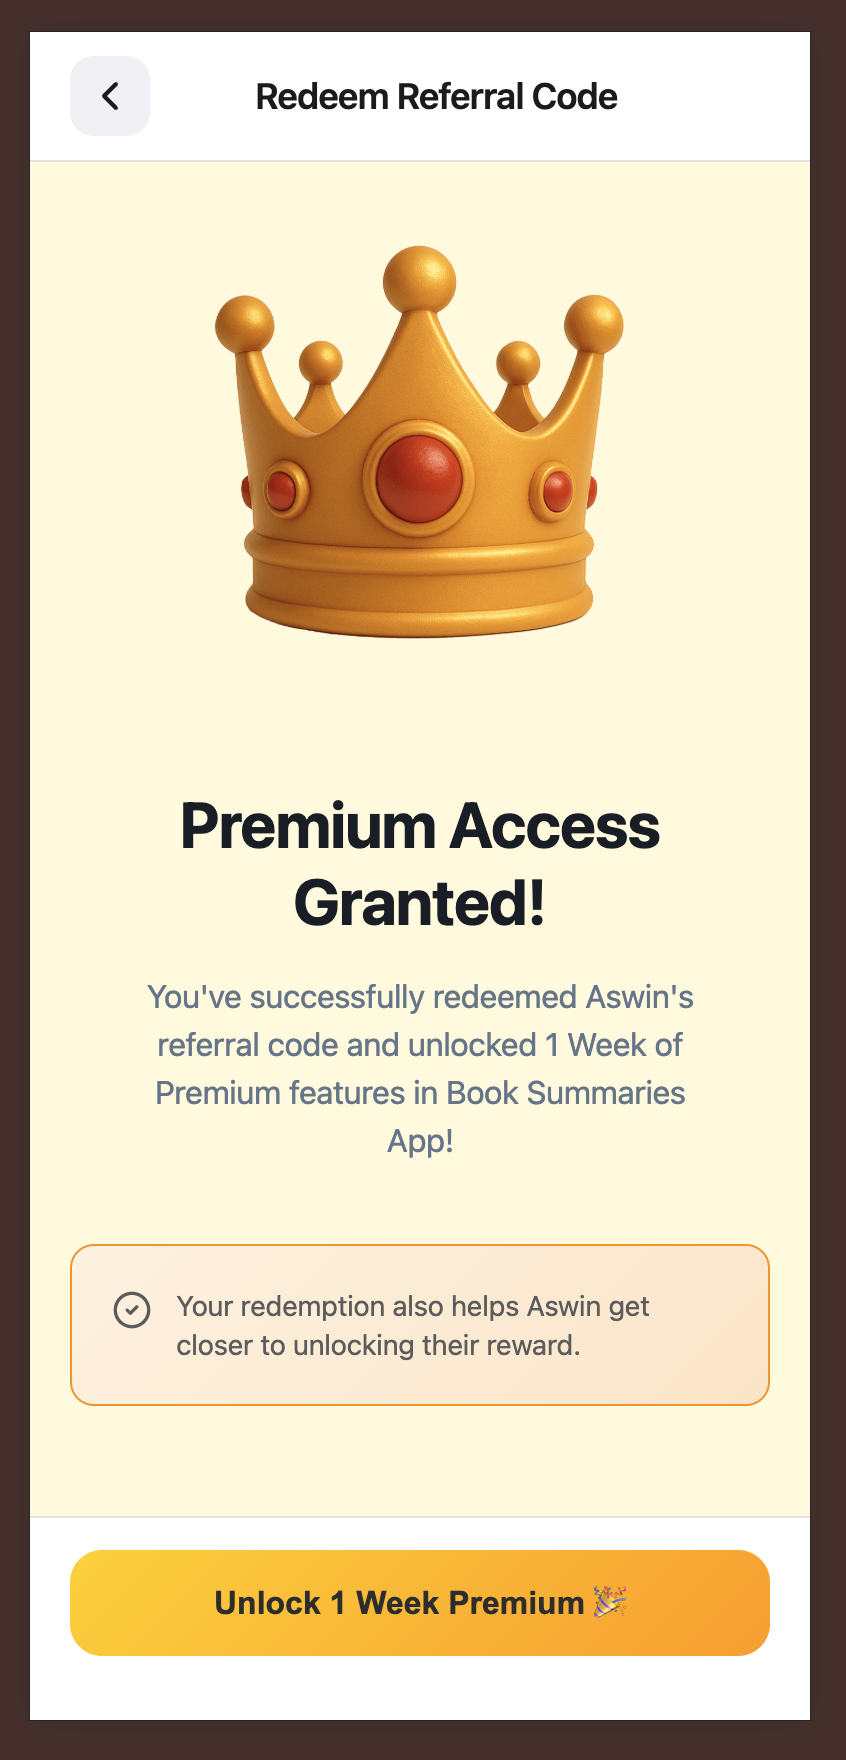 Redeem Referral Code
Premium Access
Granted!
You've successfully redeemed Aswin's
referral code and unlocked 1 Week of
Premium features in Book Summaries
App!
Your redemption also helps Aswin get
closer to unlocking their reward.
Unlock 1 Week Premium 🎉